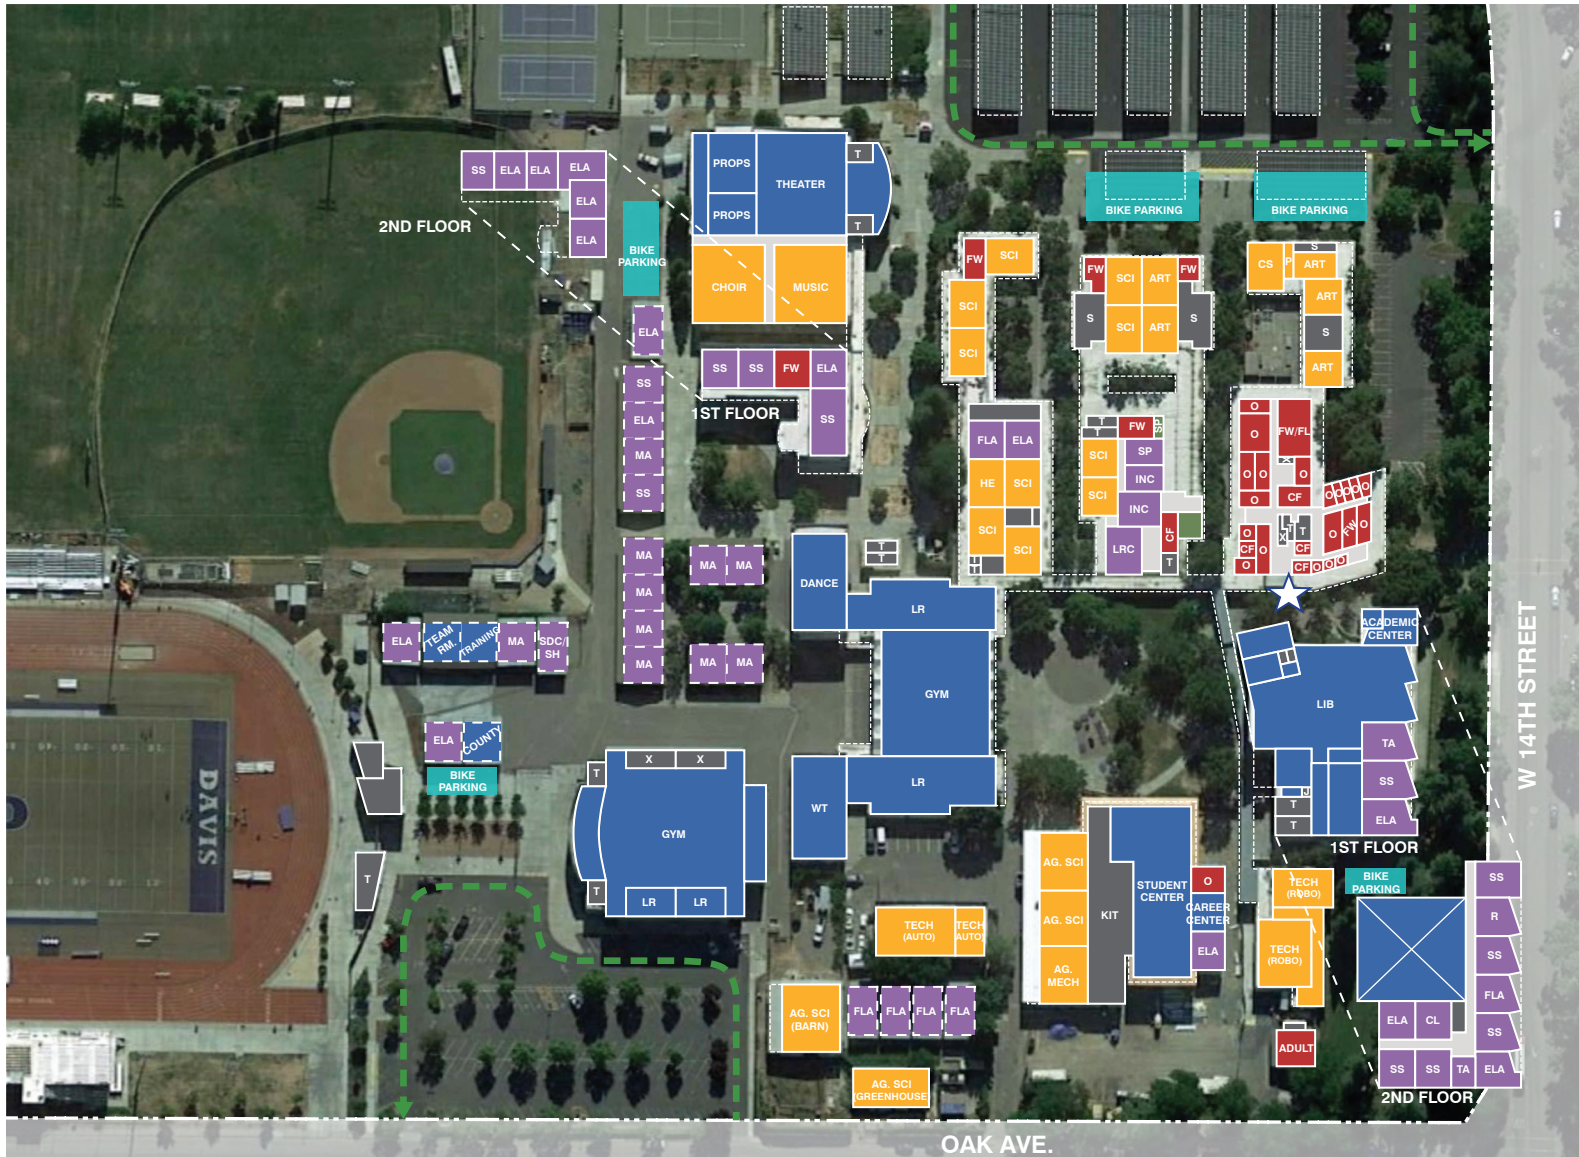 PROPS
THEATER
T
PROPS
T
SS
ELA
ELA
ELA
ELA
ELA
2ND FLOOR
BIKE
PARKING
BIKE PARKING
BIKE PARKING
CHOIR
MUSIC
FW
SCI
SCI
SCI
FW
SCI
ART
FW
S
SCI
ART
S
CS
P
S
ART
ART
S
ART
ELA
SS
ELA
MA
SS
SS
SS
FW
ELA
SS
1ST FLOOR
FLA
ELA
HE
SCI
SCI
SCI
T
T
T
T
FW
SP
SCI
SP
INC
SCI
INC
LRC
CF
T
O
O
FW/FL
X
O
O
O
O
CF
O
O
O
O
O
O
FW
O
O
CF
O
O
X
T
T
CF
CF
O
O
O
MA
MA
MA
MA
MA
MA
MA
MA
DANCE
T
T
LR
GYM
LR
WT
ELA
TEAM
RM.
TRAINING
MA
SDC/
SH
ELA
COUNTY
BIKE
PARKING
DAVIS
T
T
X
X
GYM
T
LR
LR
ACADEMIC
CENTER
LIB
TA
SS
ELA
J
T
T
1ST FLOOR
W 14TH STREET
AG. SCI
AG. SCI
AG.
MECH
KIT
STUDENT
CENTER
O
CAREER
CENTER
ELA
TECH
(AUTO)
TECH
(AUTO)
AG. SCI
(BARN)
FLA
FLA
FLA
FLA
AG. SCI
(GREENHOUSE)
TECH
(ROBO)
TECH
(ROBO)
ADULT
BIKE
PARKING
SS
R
SS
FLA
SS
ELA
ELA
CL
SS
SS
TA
2ND FLOOR
OAK AVE.